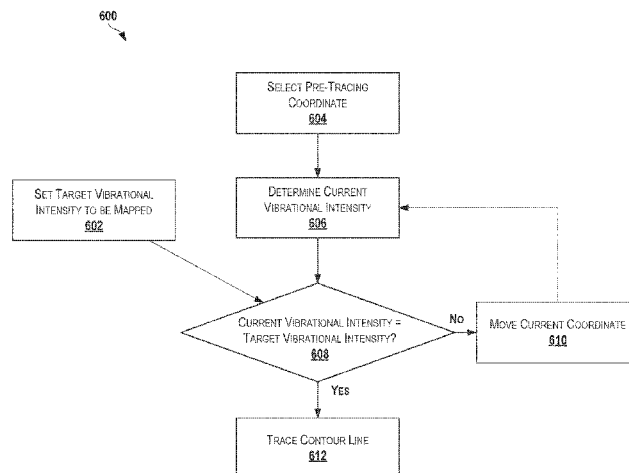 600
SELECT PRE-TRACING
COORDINATE
604
SET TARGET VIBRATIONAL
INTENSITY TO BE MAPPED
602
DETERMINE CURRENT
VIBRATIONAL INTENSITY
606
CURRENT VIBRATIONAL INTENSITY =
TARGET VIBRATIONAL INTENSITY?
608
NO
MOVE CURRENT COORDINATE
610
YES
TRACE CONTOUR LINE
612